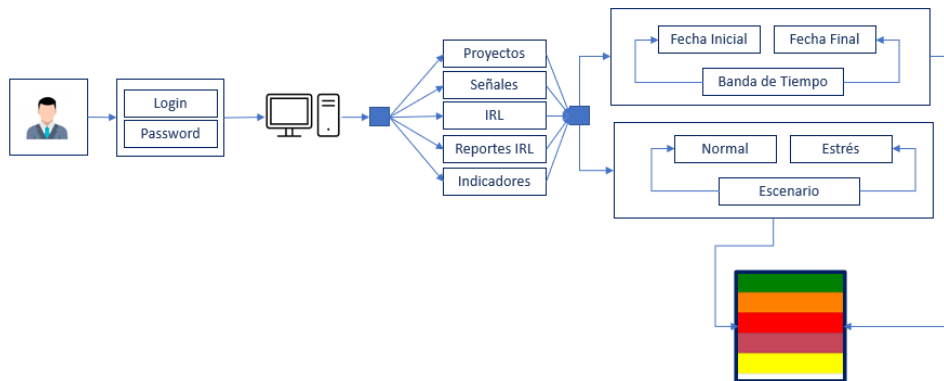 Login
Password
Proyectos
Señales
IRL
Reportes IRL
Indicadores
Fecha Inicial
Fecha Final
Banda de Tiempo
Normal
Estrés
Escenario